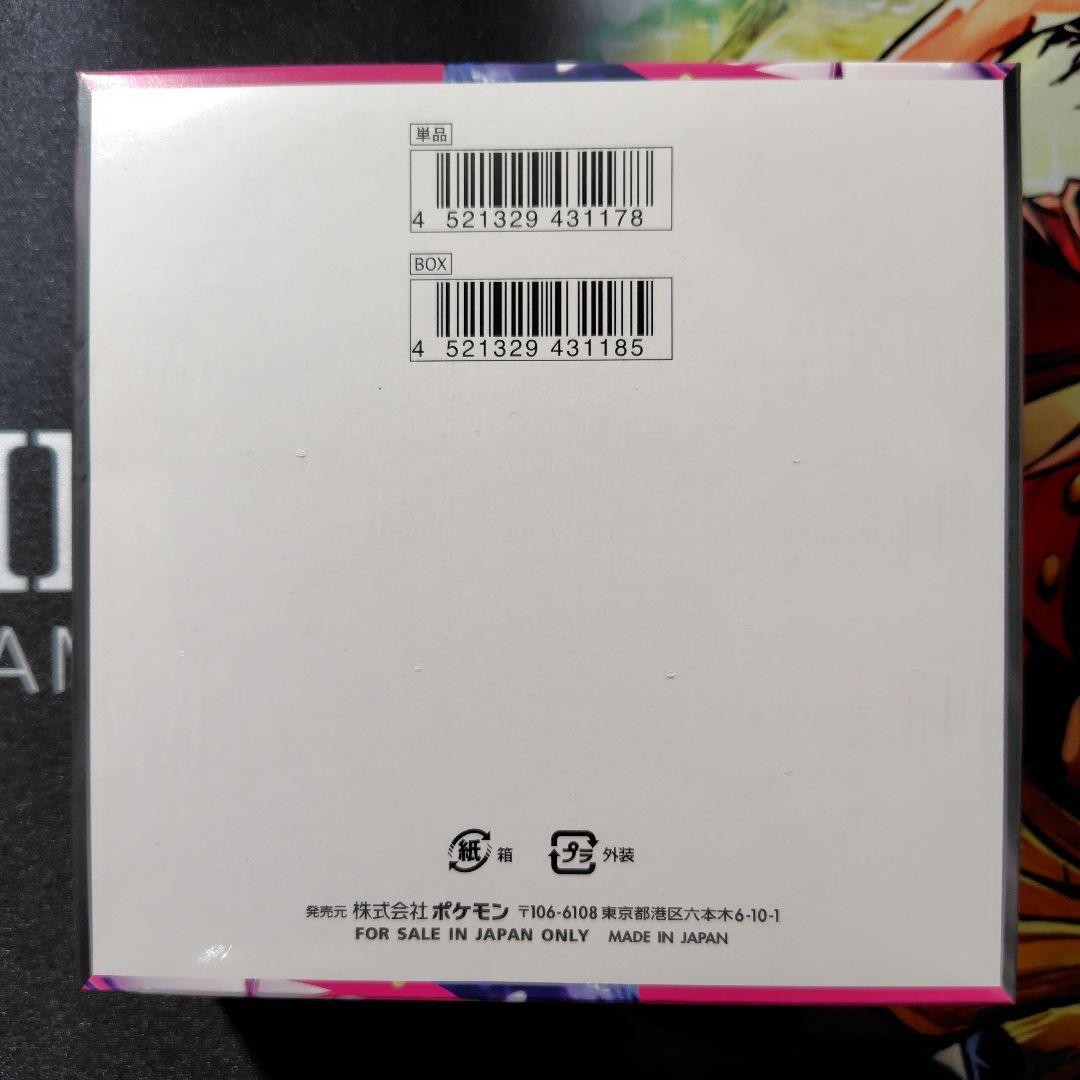 単品
4 521329 431178
BOX
4 521329 431185
AM
紙 箱 プラ 外装
発売元 株式会社ポケモン 〒106-6108 東京都港区六本木6-10-1
FOR SALE IN JAPAN ONLY MADE IN JAPAN